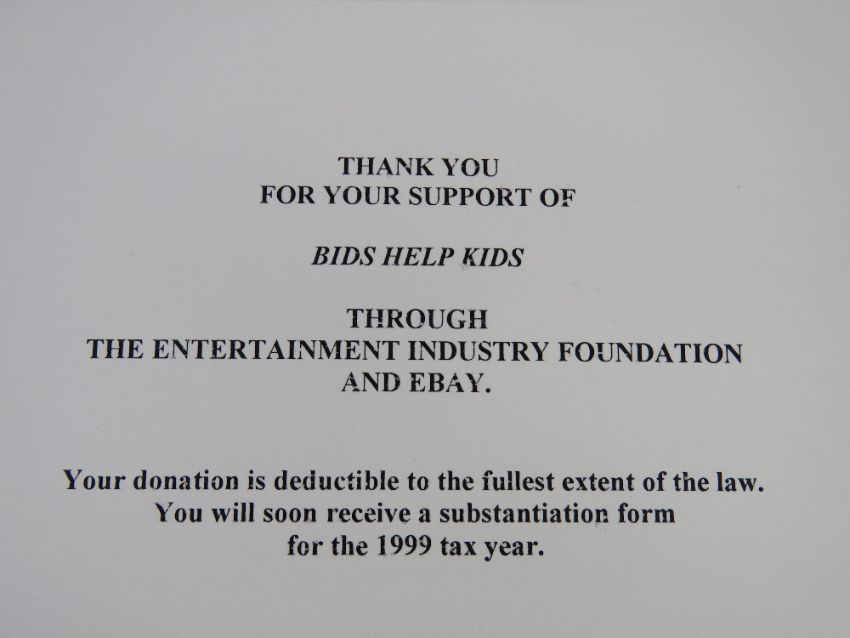 THANK YOU
FOR YOUR SUPPORT OF
BIDS HELP KIDS
THROUGH
THE ENTERTAINMENT INDUSTRY FOUNDATION
AND EBAY.
Your donation is deductible to the fullest extent of the law.
You will soon receive a substantiation form
for the 1999 tax year.